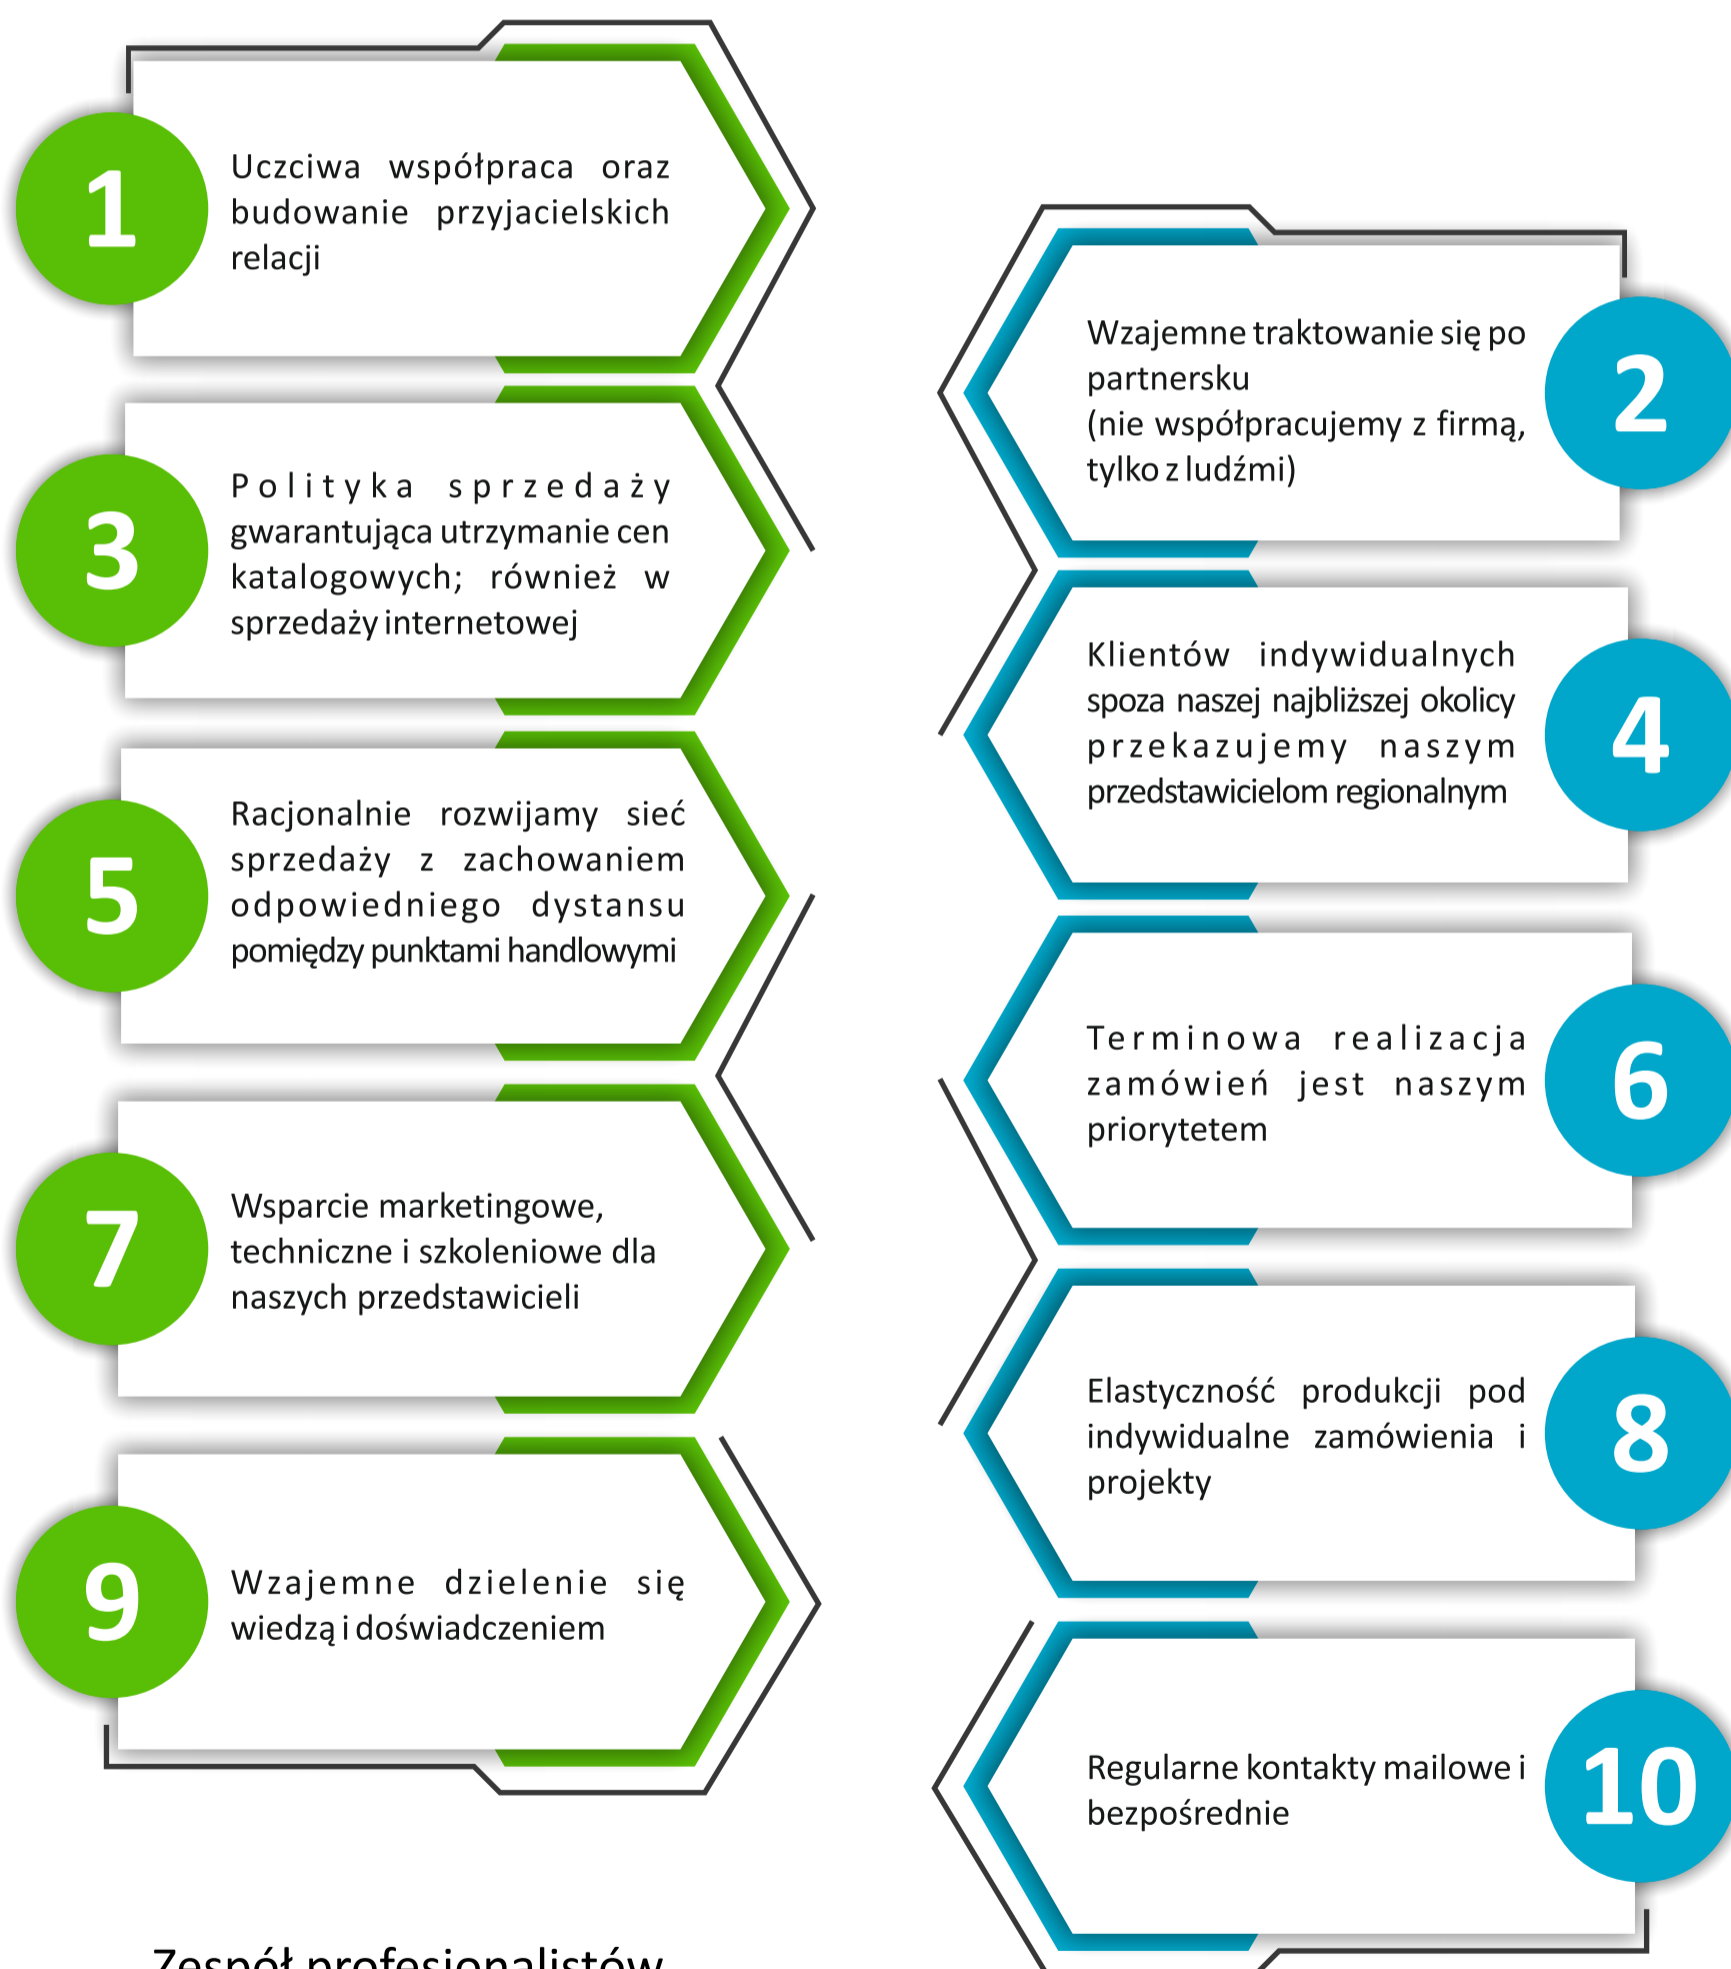 1
Uczciwa współpraca oraz
budowanie przyjacielskich
relacji
2
Wzajemne traktowanie się po
partnersku
(nie współpracujemy z firmą,
tylko z ludźmi)
3
Polityka sprzedaży
gwarantująca utrzymanie cen
katalogowych; również w
sprzedaży internetowej
4
Klientów indywidualnych
spoza naszej najbliższej okolicy
przekazujemy naszym
przedstawicielom regionalnym
5
Racjonalnie rozwijamy sieć
sprzedaży z zachowaniem
odpowiedniego dystansu
pomiędzy punktami handlowymi
6
Terminowa realizacja
zamówień jest naszym
priorytetem
7
Wsparcie marketingowe,
techniczne i szkoleniowe dla
naszych przedstawicieli
8
Elastyczność produkcji pod
indywidualne zamówienia i
projekty
9
Wzajemne dzielenie się
wiedzą i doświadczeniem
10
Regularne kontakty mailowe i
bezpośrednie
Zespół profesjonalistów